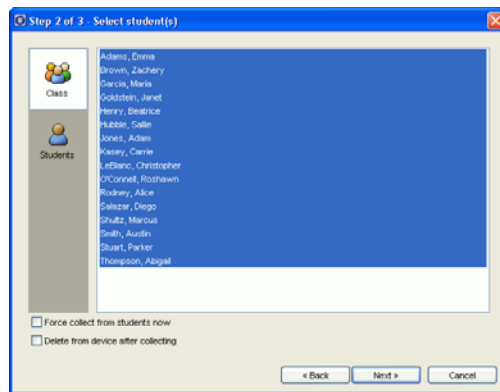 Step 2 of 3 - Select student(s)
Class
Students
Adams, Emma
Brown, Zachery
Garcia, Maria
Goldstein, Janet
Henry, Beatrice
Hubble, Sallie
Jones, Adam
Kasey, Carrie
LeBlanc, Christopher
O'Connell, Roshawn
Rodney, Alice
Salazar, Diego
Shultz, Marcus
Smith, Austin
Stuart, Parker
Thompson, Abigail
Force collect from students now
Delete from device after collecting
< Back
Next >
Cancel